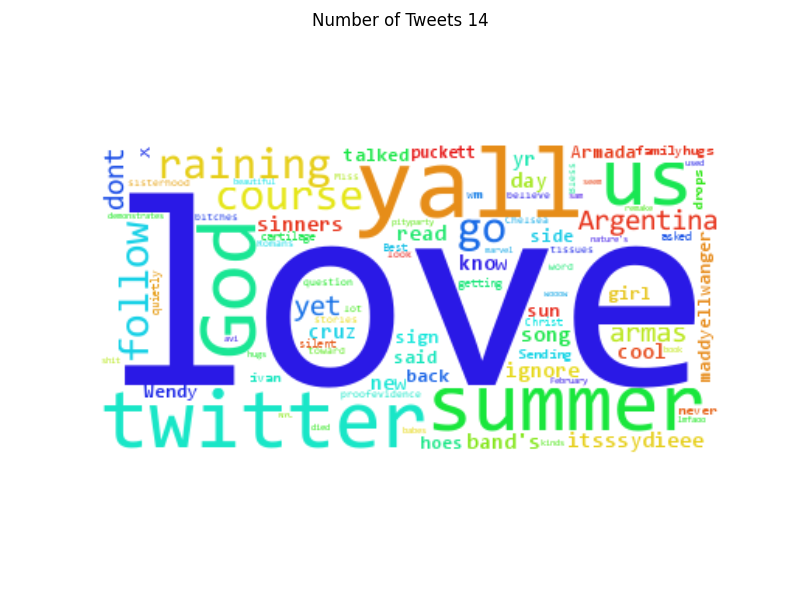 Number of Tweets 14
dont
x
raining
talked
puckett
yall
yr
Armada
family
hugs
used
sisterhood
beautiful
Miss
course
day
us
drops
wm
believe
demonstrates
bitches
sinners
cartilage
pityparty
read
go
Chelsea
side
remake
Argentina
nature's
asked
follow
God
love
Best
look
marvel
know
tissues
word
quietly
question
getting
girl
maddyellwanger
yet
lot
stories
cruz
silent
toward
avi
hugs
sign
said
sun
Christ
song
armas
cool
book
Sending
shit
ivan
new
back
ignore
February
Wendy
proofevidence
twitter
summer
never
lmfaoo
died
babes
hoes
band's
kinds
itsssydieee